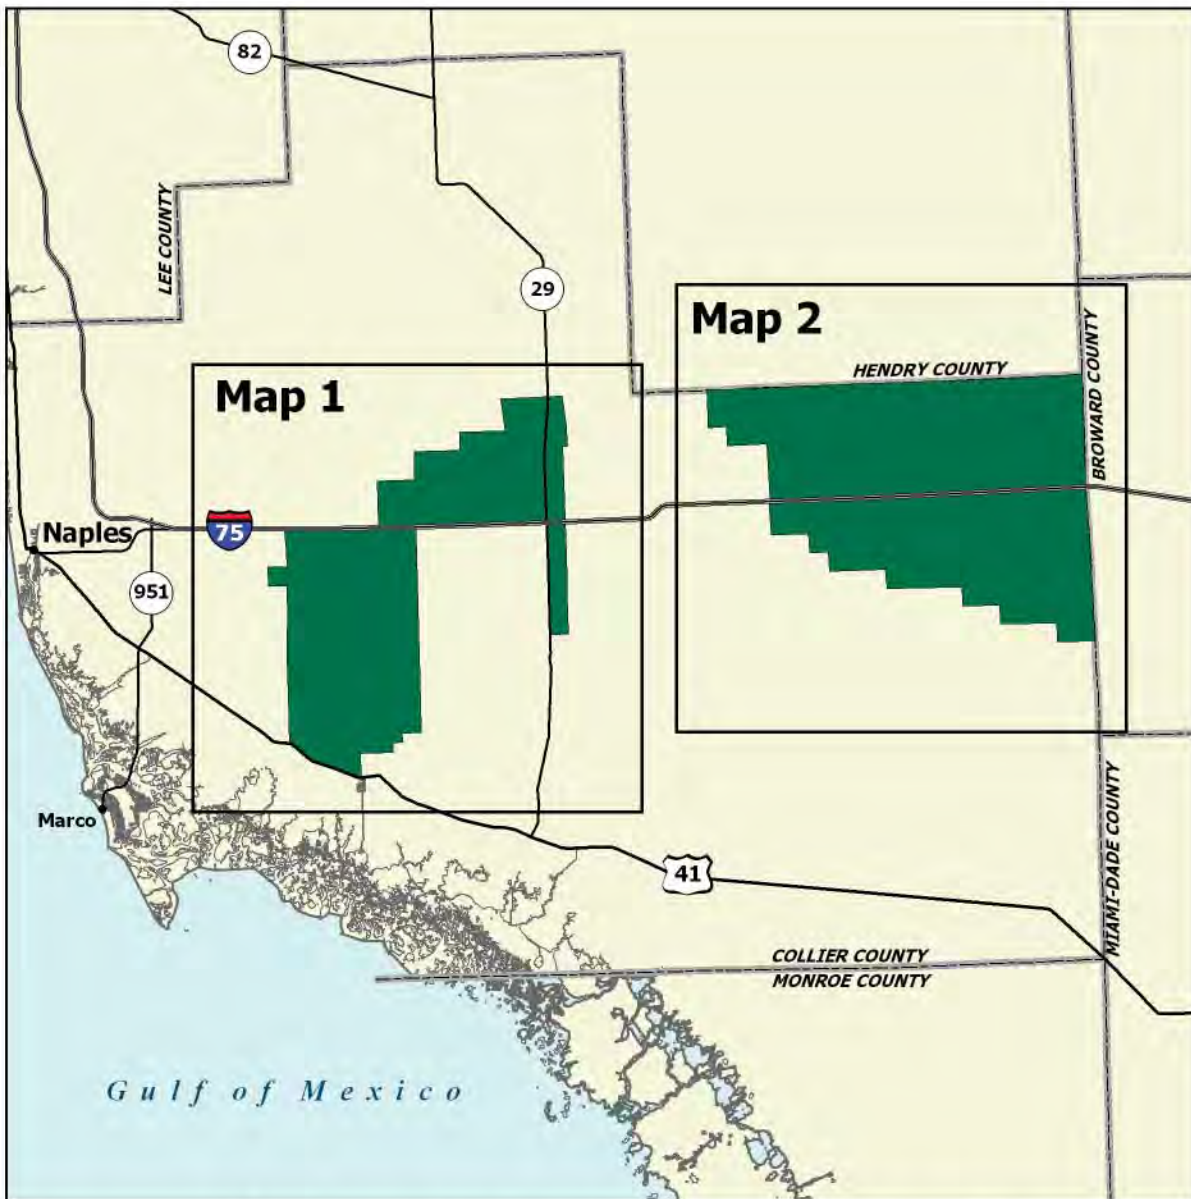 82
LEE COUNTY
29
Map 2
HENDRY COUNTY
BROWARD COUNTY
Map 1
Naples
75
951
Marco
41
MIAMI-DADE COUNTY
COLLIER COUNTY
MONROE COUNTY
Gulf of Mexico